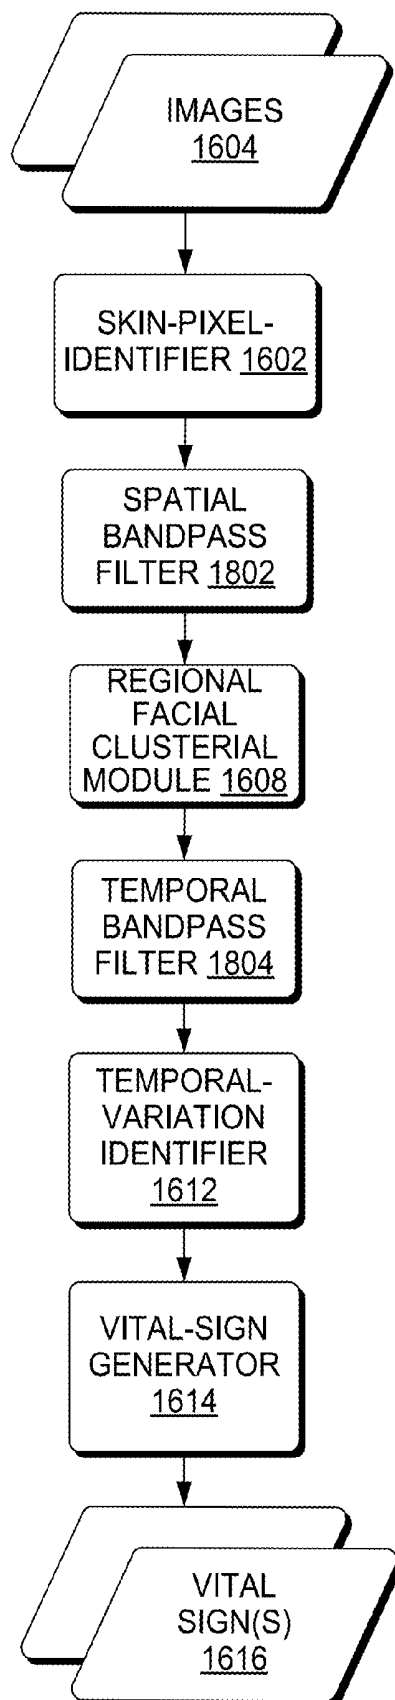 IMAGES
1604
SKIN-PIXEL-
IDENTIFIER 1602
SPATIAL
BANDPASS
FILTER 1802
REGIONAL
FACIAL
CLUSTERIAL
MODULE 1608
TEMPORAL
BANDPASS
FILTER 1804
TEMPORAL-
VARIATION
IDENTIFIER
1612
VITAL-SIGN
GENERATOR
1614
VITAL
SIGN(S)
1616